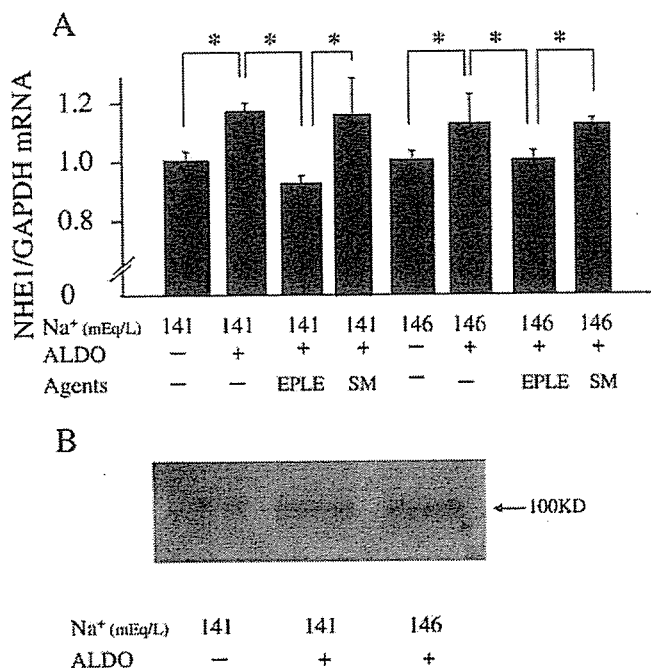 A
* * * * * *
NHE1/GAPDH mRNA
1.2
1.0
0.8
0
Na+ (mEq/L) 141 141 141 141 146 146 146 146
ALDO − + + + − + + +
Agents − − EPLE SM − − EPLE SM
B
←100KD
Na+ (mEq/L) 141 141 146
ALDO − + +